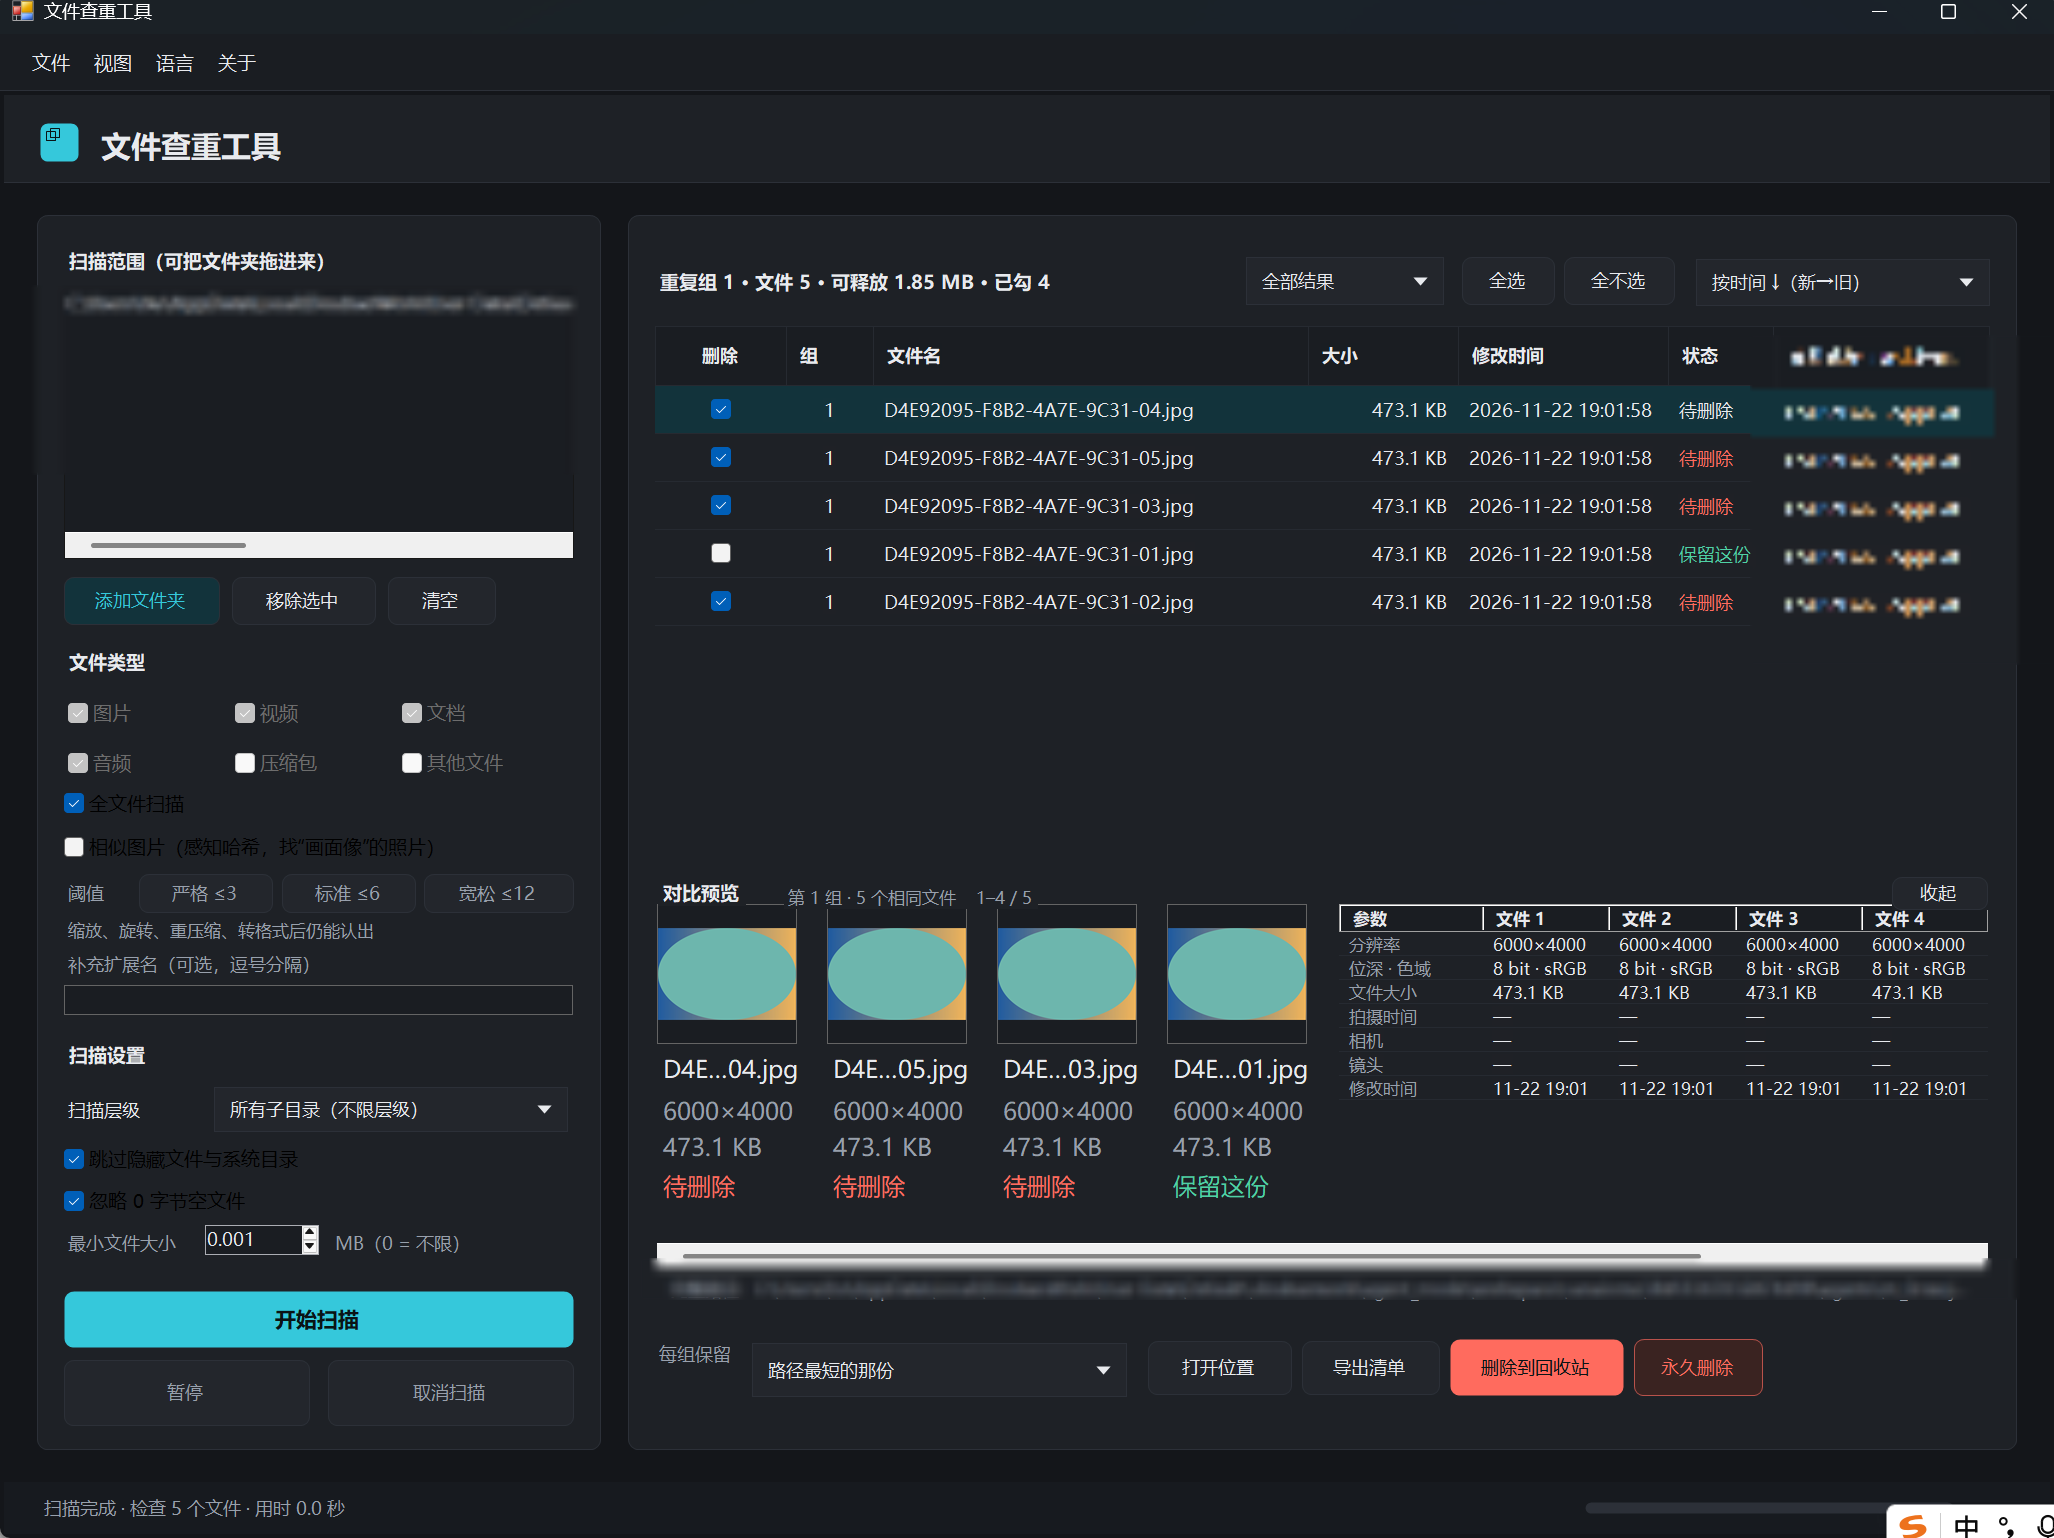 文件查重工具
文件 视图 语言 关于
文件查重工具
扫描范围（可把文件夹拖进来）
添加文件夹 移除选中 清空
文件类型
图片 视频 文档
音频 压缩包 其他文件
全文件扫描
相似图片（感知哈希，找“画面像”的照片）
阈值 严格 ≤3 标准 ≤6 宽松 ≤12
缩放、旋转、重压缩、转格式后仍能认出
补充扩展名（可选，逗号分隔）
扫描设置
扫描层级 所有子目录（不限层级）
跳过隐藏文件与系统目录
忽略 0 字节空文件
最小文件大小 0.001 MB（0 = 不限）
开始扫描
暂停 取消扫描
重复组 1 · 文件 5 · 可释放 1.85 MB · 已勾 4 全部结果 全选 全不选 按时间↓（新→旧）
删除 组 文件名 大小 修改时间 状态
1 D4E92095-F8B2-4A7E-9C31-04.jpg 473.1 KB 2026-11-22 19:01:58 待删除
1 D4E92095-F8B2-4A7E-9C31-05.jpg 473.1 KB 2026-11-22 19:01:58 待删除
1 D4E92095-F8B2-4A7E-9C31-03.jpg 473.1 KB 2026-11-22 19:01:58 待删除
1 D4E92095-F8B2-4A7E-9C31-01.jpg 473.1 KB 2026-11-22 19:01:58 保留这份
1 D4E92095-F8B2-4A7E-9C31-02.jpg 473.1 KB 2026-11-22 19:01:58 待删除
对比预览 第 1 组 · 5 个相同文件 1–4 / 5 收起
D4E...04.jpg D4E...05.jpg D4E...03.jpg D4E...01.jpg
6000×4000 6000×4000 6000×4000 6000×4000
473.1 KB 473.1 KB 473.1 KB 473.1 KB
待删除 待删除 待删除 保留这份
参数 文件 1 文件 2 文件 3 文件 4
分辨率 6000×4000 6000×4000 6000×4000 6000×4000
位深 · 色域 8 bit · sRGB 8 bit · sRGB 8 bit · sRGB 8 bit · sRGB
文件大小 473.1 KB 473.1 KB 473.1 KB 473.1 KB
拍摄时间 — — — —
相机 — — — —
镜头 — — — —
修改时间 11-22 19:01 11-22 19:01 11-22 19:01 11-22 19:01
每组保留 路径最短的那份 打开位置 导出清单 删除到回收站 永久删除
扫描完成 · 检查 5 个文件 · 用时 0.0 秒
中